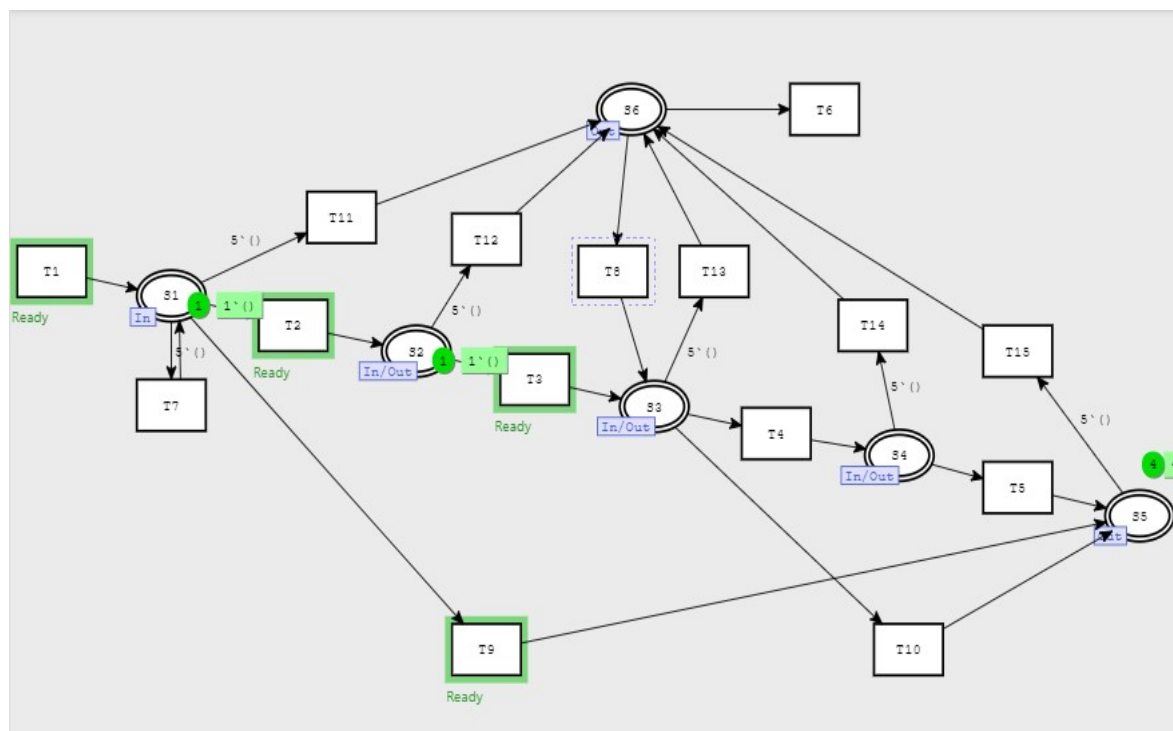 S6
T6
Out
T11
T12
5`()
T1
T8
T13
S1
1
1`()
In
T2
T14
Ready
5`()
S2
1
1`()
T15
5`()
5`()
In/Out
Ready
T3
5`()
T7
S3
5`()
In/Out
Ready
T4
S4
4
In/Out
T5
S5
Out
T9
T10
Ready